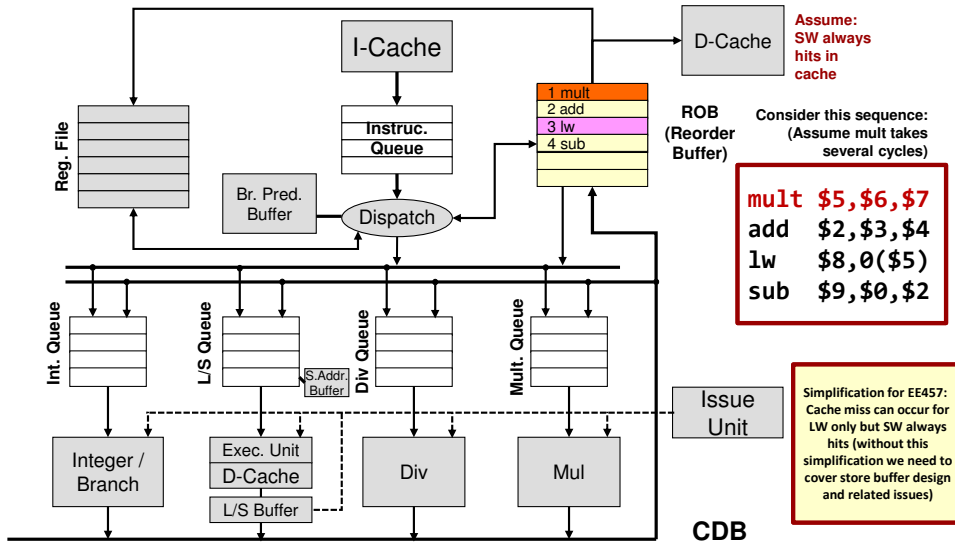 I-Cache
D-Cache
Assume:
SW always
hits in
cache
Reg. File
Instruc.
Queue
1 mult
2 add
3 lw
4 sub
ROB
(Reorder
Buffer)
Consider this sequence:
(Assume mult takes
several cycles)
Br. Pred.
Buffer
Dispatch
mult $5,$6,$7
add $2,$3,$4
lw $8,0($5)
sub $9,$0,$2
Int. Queue
L/S Queue
S.Addr.
Buffer
Div Queue
Mult. Queue
Issue
Unit
Simplification for EE457:
Cache miss can occur for
LW only but SW always
hits (without this
simplification we need to
cover store buffer design
and related issues)
Integer /
Branch
Exec. Unit
D-Cache
L/S Buffer
Div
Mul
CDB